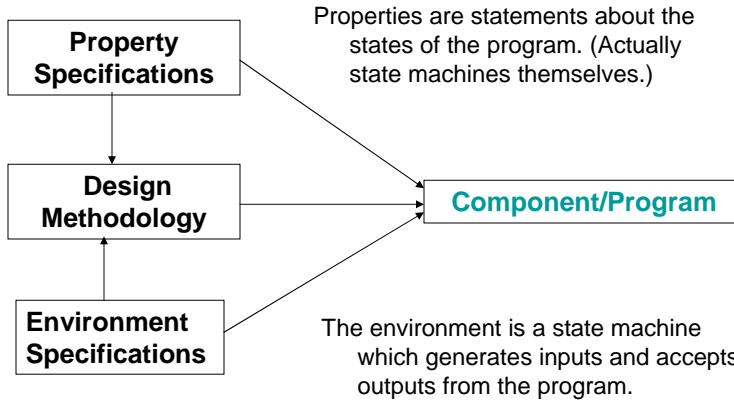 Property
Specifications
Properties are statements about the
states of the program. (Actually
state machines themselves.)
Design
Methodology
Component/Program
Environment
Specifications
The environment is a state machine
which generates inputs and accepts
outputs from the program.